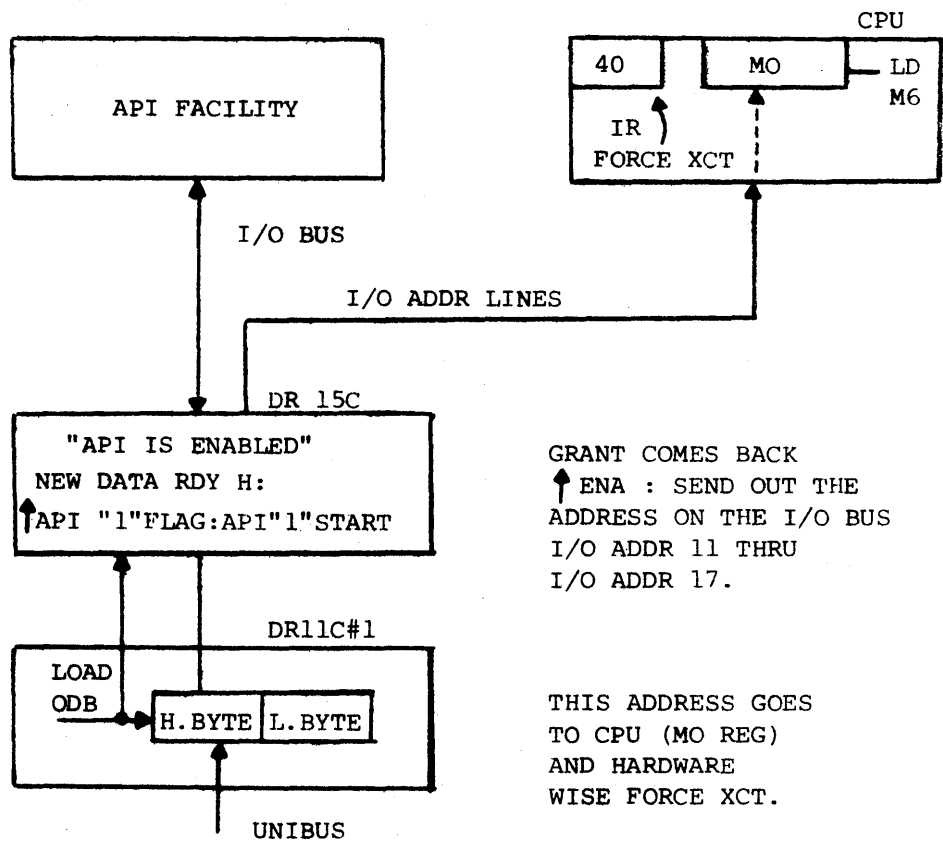 CPU
API FACILITY
40
MO
LD
M6
IR
FORCE XCT
I/O BUS
I/O ADDR LINES
DR 15C
"API IS ENABLED"
NEW DATA RDY H:
API "1"FLAG:API"1"START
GRANT COMES BACK
ENA : SEND OUT THE
ADDRESS ON THE I/O BUS
I/O ADDR 11 THRU
I/O ADDR 17.
DR11C#1
LOAD
ODB
H.BYTE
L.BYTE
UNIBUS
THIS ADDRESS GOES
TO CPU (MO REG)
AND HARDWARE
WISE FORCE XCT.